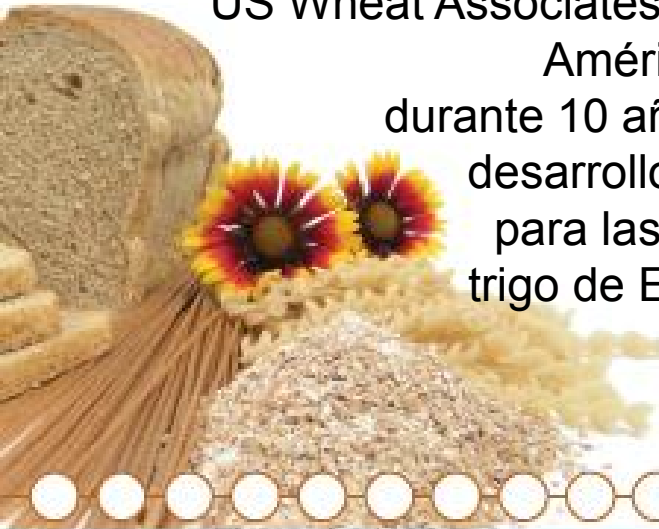 US Wheat Associates
Améri
durante 10 añ
desarrollo
para las
trigo de E